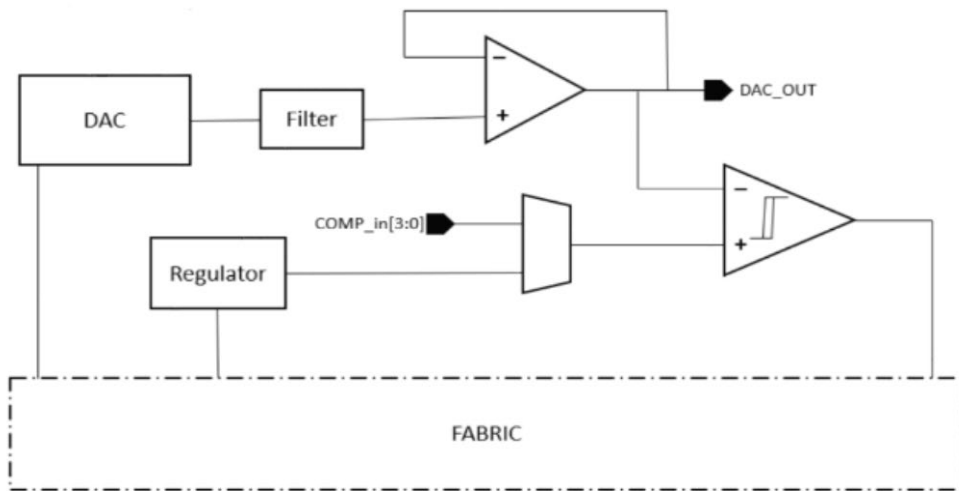 DAC
Filter
−
+
DAC_OUT
COMP_in[3:0]
−
+
Regulator
FABRIC